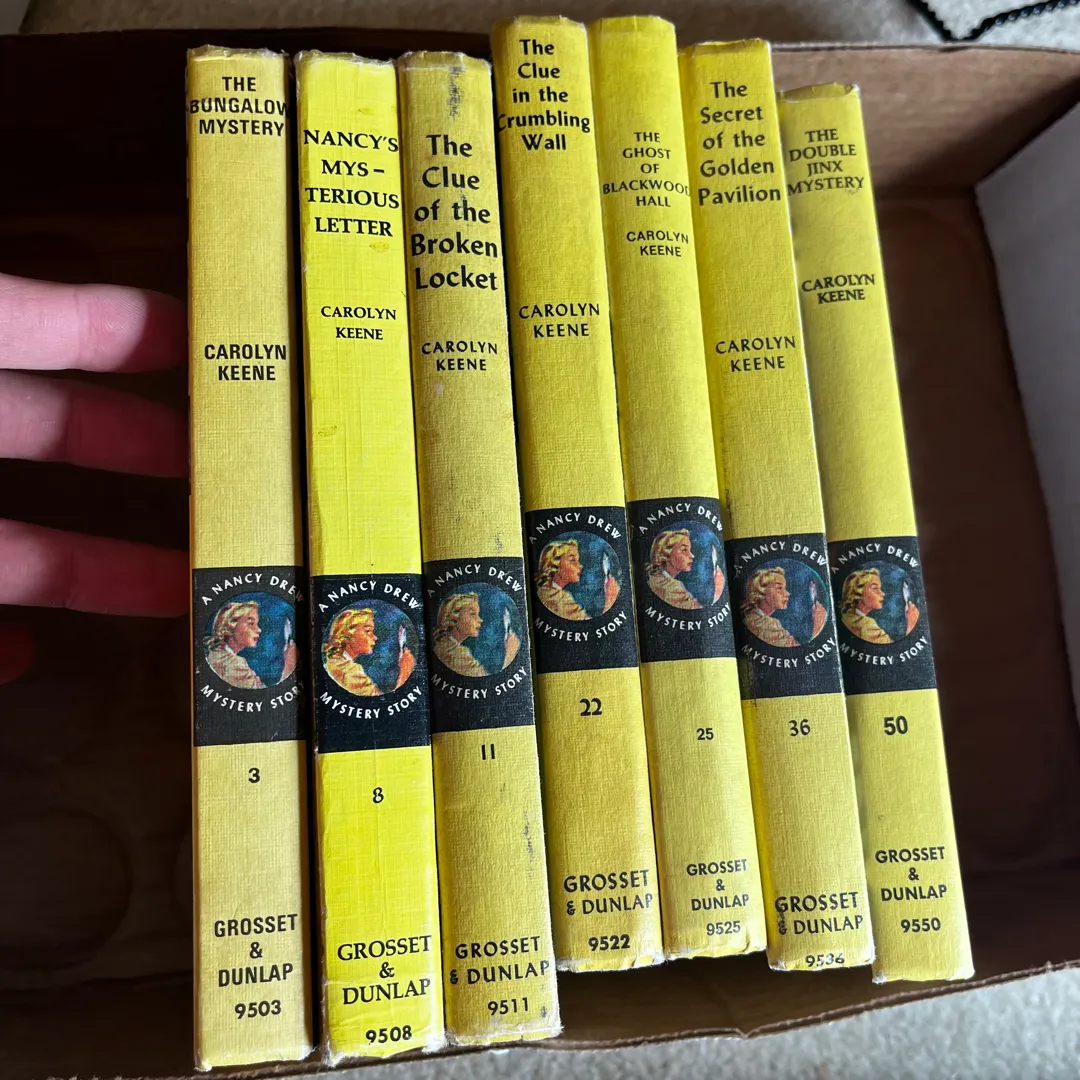 THE
BUNGALOW
MYSTERY
CAROLYN
KEENE
A NANCY DREW
MYSTERY STORY
3
GROSSET
&
DUNLAP
9503
NANCY'S
MYS-
TERIOUS
LETTER
CAROLYN
KEENE
A NANCY DREW
MYSTERY STORY
8
GROSSET
&
DUNLAP
9508
The
Clue
of the
Broken
Locket
CAROLYN
KEENE
A NANCY DREW
MYSTERY STORY
11
GROSSET
& DUNLAP
9511
The
Clue
in the
Crumbling
Wall
CAROLYN
KEENE
A NANCY DREW
MYSTERY STORY
22
GROSSET
& DUNLAP
9522
THE
GHOST
OF
BLACKWOOD
HALL
CAROLYN
KEENE
A NANCY DREW
MYSTERY STORY
25
GROSSET
&
DUNLAP
9525
The
Secret
of the
Golden
Pavilion
CAROLYN
KEENE
A NANCY DREW
MYSTERY STORY
36
GROSSET
& DUNLAP
9536
THE
DOUBLE
JINX
MYSTERY
CAROLYN
KEENE
A NANCY DREW
MYSTERY STORY
50
GROSSET
&
DUNLAP
9550